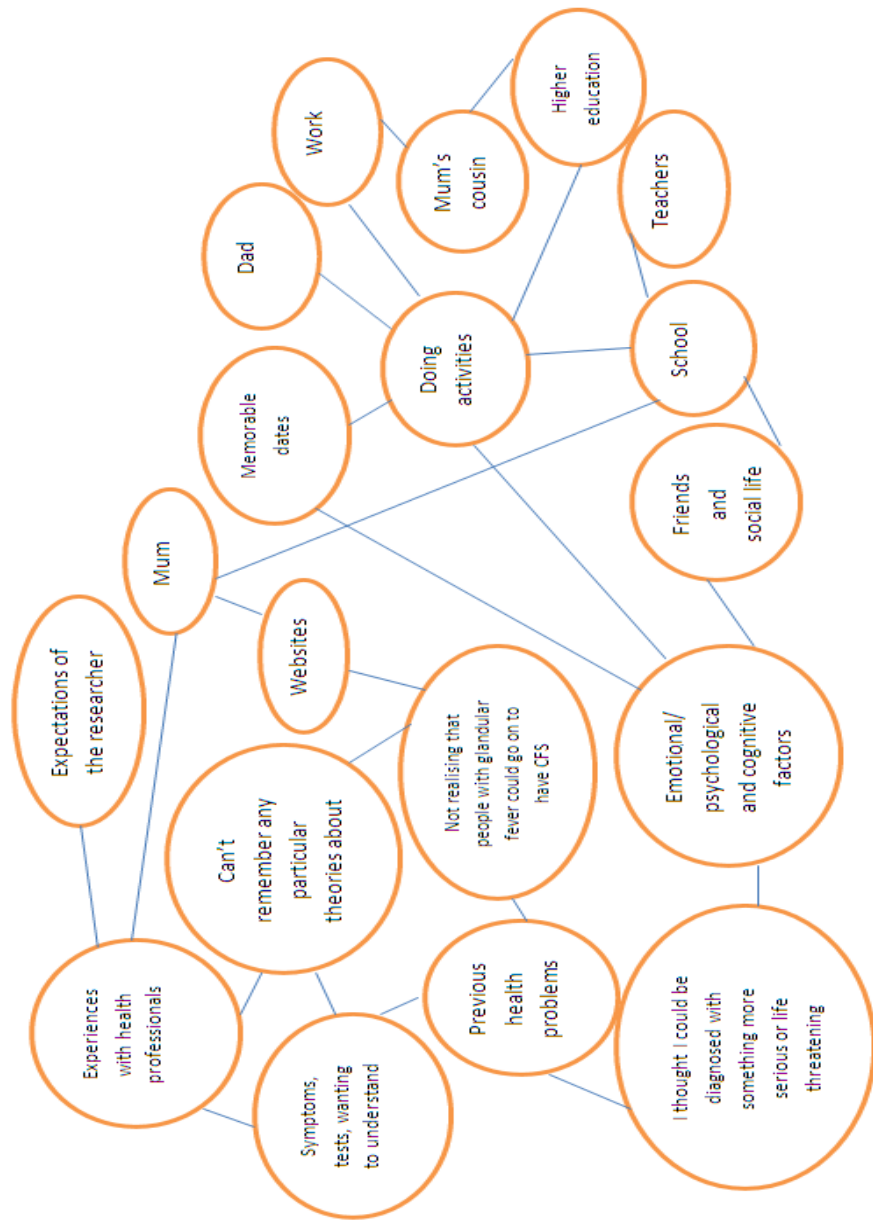 Experiences
with health
professionals
Expectations of
the researcher
Mum
Can't
remember any
particular
theories about
Websites
Memorable
dates
Dad
Work
Symptoms,
tests, wanting
to understand
Previous
health
problems
Not realising that
people with glandular
fever could go on to
have CFS
Doing
activities
Mum's
cousin
Higher
education
I thought I could be
diagnosed with
something more
serious or life
threatening
Emotional/
psychological
and cognitive
factors
Friends
and
social life
School
Teachers